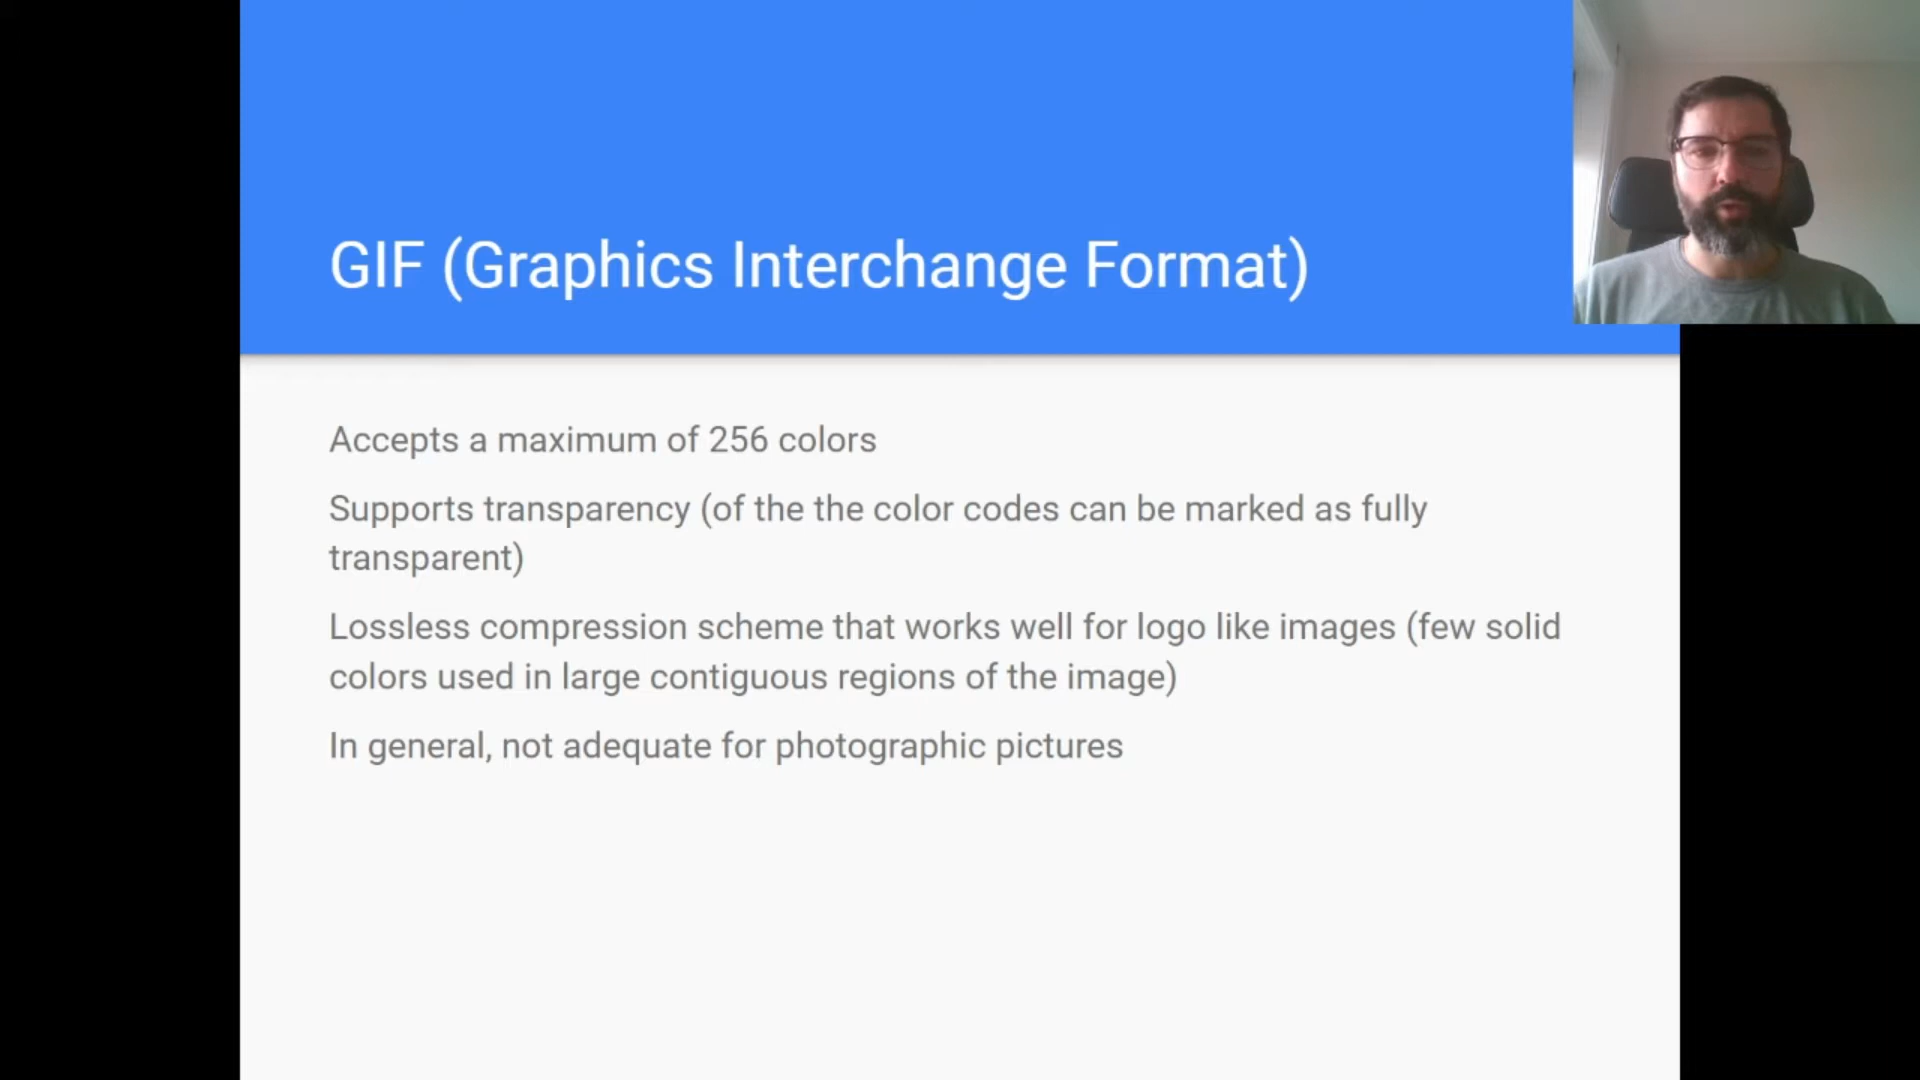 GIF (Graphics Interchange Format)
Accepts a maximum of 256 colors
Supports transparency (of the the color codes can be marked as fully
transparent)
Lossless compression scheme that works well for logo like images (few solid
colors used in large contiguous regions of the image)
In general, not adequate for photographic pictures